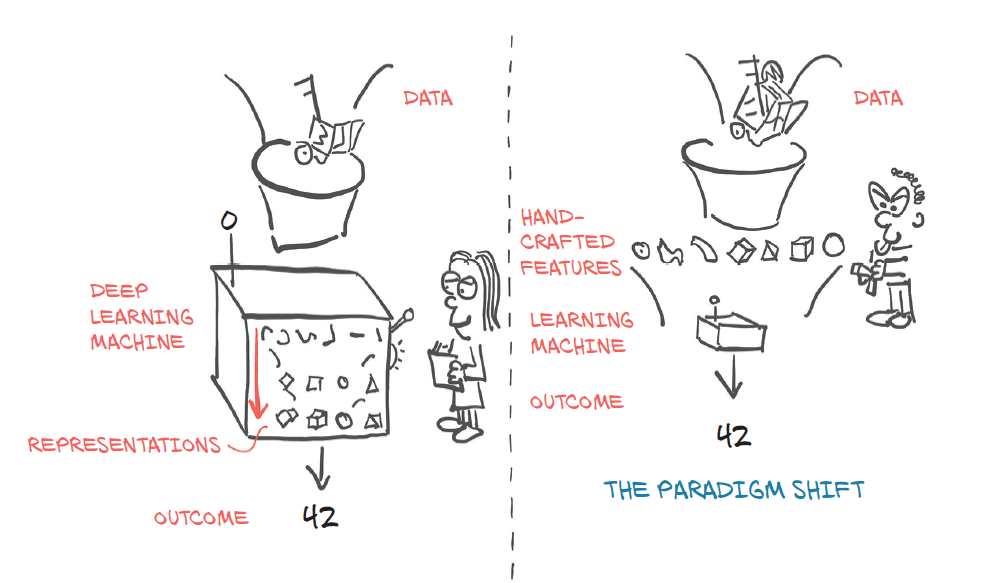 DATA
DEEP
LEARNING
MACHINE
REPRESENTATIONS
OUTCOME
42
DATA
HAND-
CRAFTED
FEATURES
LEARNING
MACHINE
OUTCOME
42
THE PARADIGM SHIFT